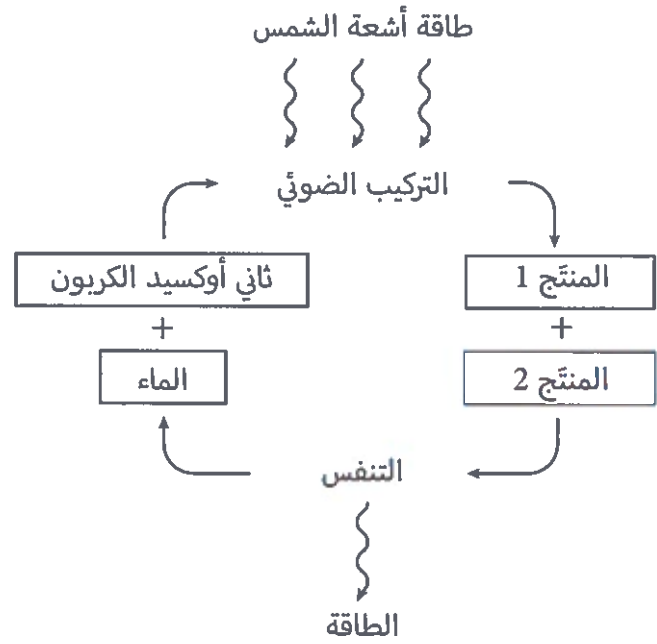 طاقة أشعة الشمس
التركيب الضوئي
المنتَج 1
+
المنتَج 2
ثاني أوكسيد الكربون
+
الماء
التنفس
الطاقة